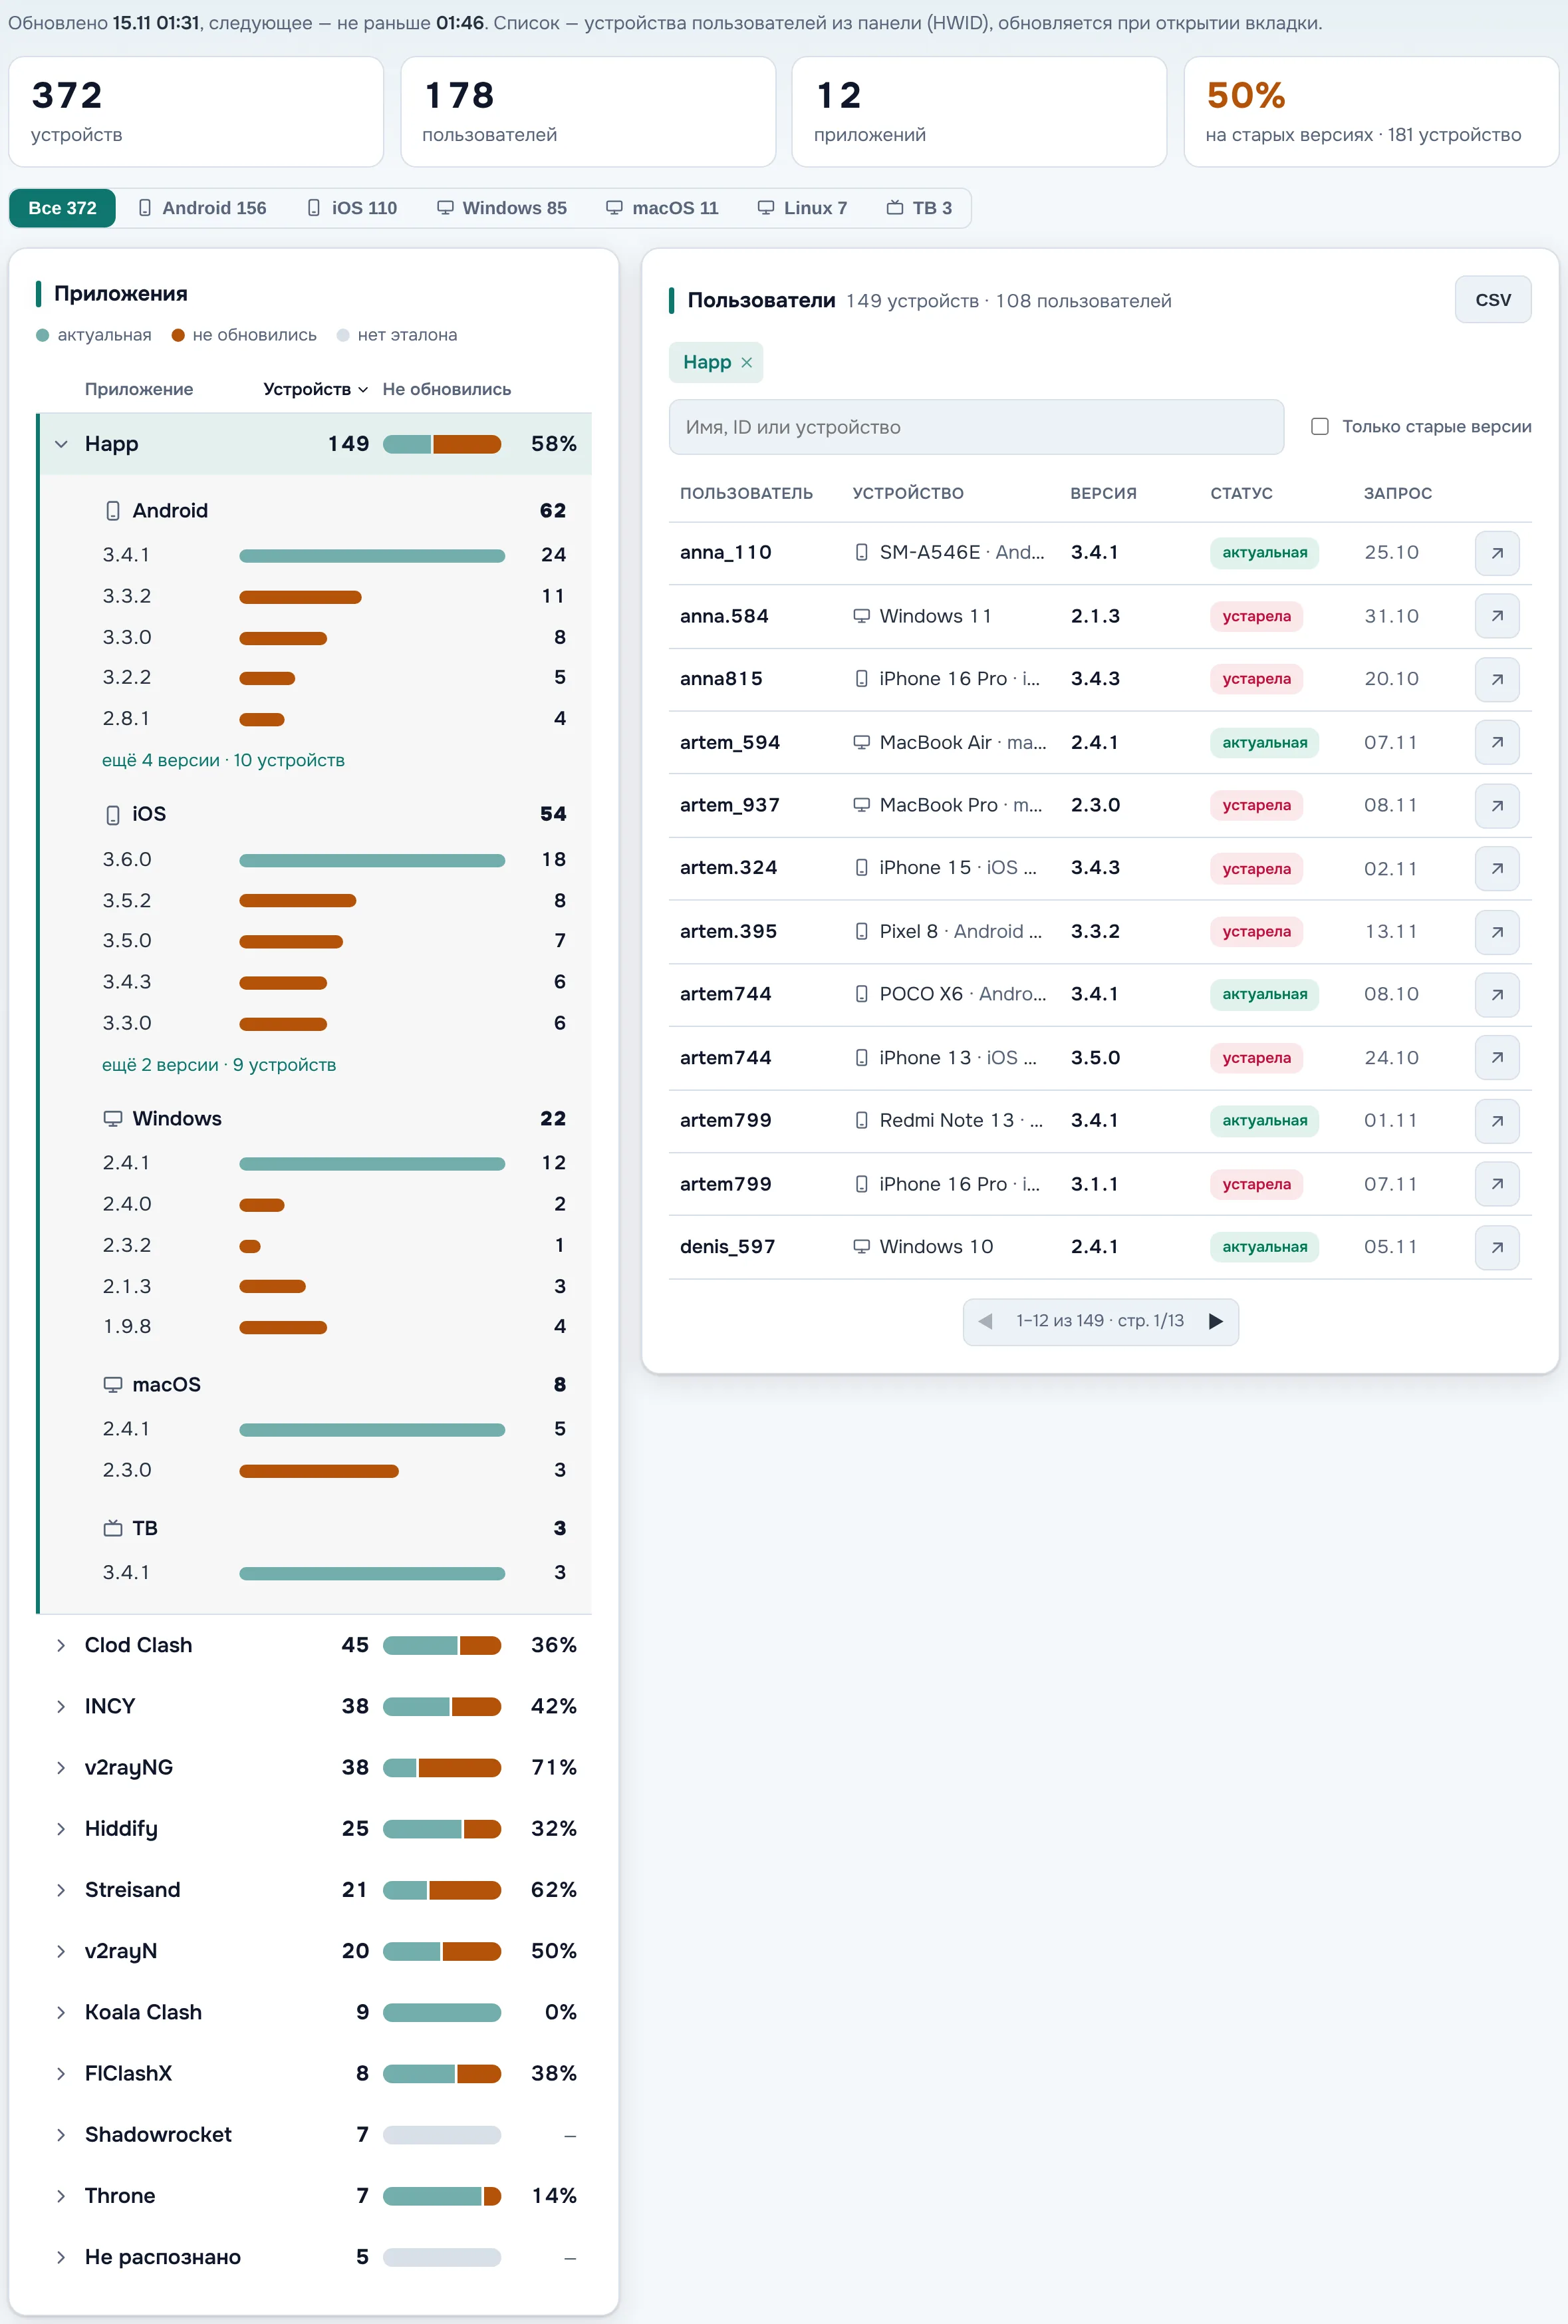 Обновлено 15.11 01:31, следующее — не раньше 01:46. Список — устройства пользователей из панели (HWID), обновляется при открытии вкладки.
372
устройств
178
пользователей
12
приложений
50%
на старых версиях · 181 устройство
Все 372
Android 156
iOS 110
Windows 85
macOS 11
Linux 7
ТВ 3
Приложения
актуальная
не обновились
нет эталона
Приложение Устройств Не обновились
Happ 149 58%
Android 62
3.4.1 24
3.3.2 11
3.3.0 8
3.2.2 5
2.8.1 4
ещё 4 версии · 10 устройств
iOS 54
3.6.0 18
3.5.2 8
3.5.0 7
3.4.3 6
3.3.0 6
ещё 2 версии · 9 устройств
Windows 22
2.4.1 12
2.4.0 2
2.3.2 1
2.1.3 3
1.9.8 4
macOS 8
2.4.1 5
2.3.0 3
ТВ 3
3.4.1 3
Clod Clash 45 36%
INCY 38 42%
v2rayNG 38 71%
Hiddify 25 32%
Streisand 21 62%
v2rayN 20 50%
Koala Clash 9 0%
FlClashX 8 38%
Shadowrocket 7 –
Throne 7 14%
Не распознано 5 –
Пользователи 149 устройств · 108 пользователей
CSV
Happ ×
Имя, ID или устройство
Только старые версии
ПОЛЬЗОВАТЕЛЬ УСТРОЙСТВО ВЕРСИЯ СТАТУС ЗАПРОС
anna_110 SM-A546E · And... 3.4.1 актуальная 25.10
anna.584 Windows 11 2.1.3 устарела 31.10
anna815 iPhone 16 Pro · i... 3.4.3 устарела 20.10
artem_594 MacBook Air · ma... 2.4.1 актуальная 07.11
artem_937 MacBook Pro · m... 2.3.0 устарела 08.11
artem.324 iPhone 15 · iOS ... 3.4.3 устарела 02.11
artem.395 Pixel 8 · Android ... 3.3.2 устарела 13.11
artem744 POCO X6 · Andro... 3.4.1 актуальная 08.10
artem744 iPhone 13 · iOS ... 3.5.0 устарела 24.10
artem799 Redmi Note 13 · ... 3.4.1 актуальная 01.11
artem799 iPhone 16 Pro · i... 3.1.1 устарела 07.11
denis_597 Windows 10 2.4.1 актуальная 05.11
1–12 из 149 · стр. 1/13